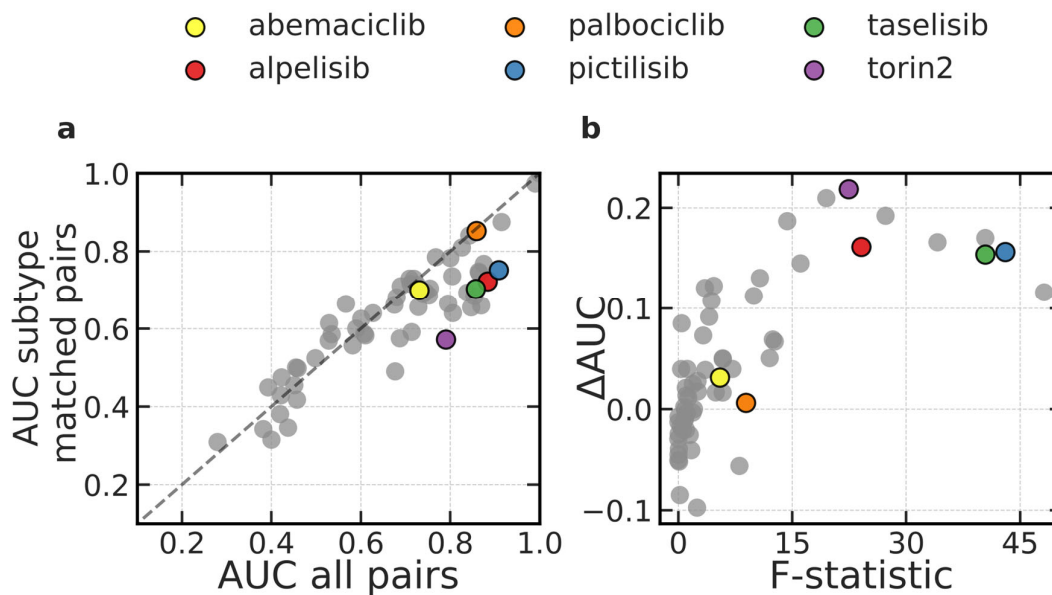 abemaciclib palbociclib taselisib
alpelisib pictilisib torin2
a b
1.0
0.8
0.6
0.4
0.2
AUC subtype
matched pairs
0.2 0.4 0.6 0.8 1.0
AUC all pairs
0.2
0.1
0.0
−0.1
ΔAUC
0 15 30 45
F-statistic